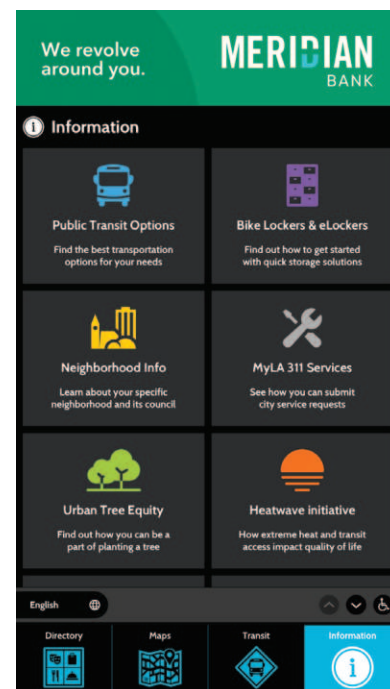 We revolve
around you.
MERIDIAN
BANK
i Information
Public Transit Options
Find the best transportation
options for your needs
Bike Lockers & eLockers
Find out how to get started
with quick storage solutions
Neighborhood Info
Learn about your specific
neighborhood and its council
MyLA 311 Services
See how you can submit
city service requests
Urban Tree Equity
Find out how you can be a
part of planting a tree
Heatwave initiative
How extreme heat and transit
access impact quality of life
English
Directory
Maps
Transit
Information
i